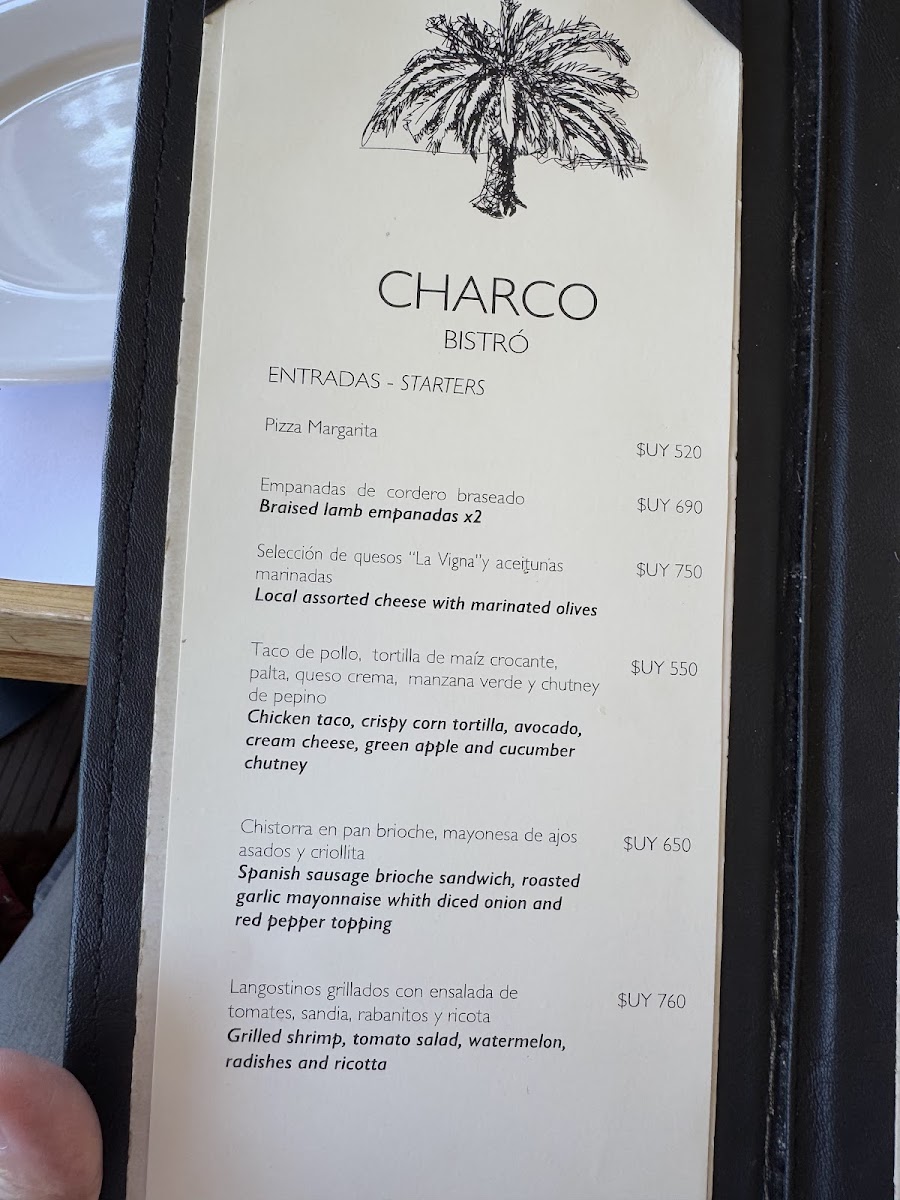 CHARCO
BISTRÓ
ENTRADAS - STARTERS
Pizza Margarita
$UY 520
Empanadas de cordero braseado
$UY 690
Braised lamb empanadas x2
Selección de quesos "La Vigna"y aceitunas
$UY 750
marinadas
Local assorted cheese with marinated olives
Taco de pollo, tortilla de maíz crocante,
$UY 550
palta, queso crema, manzana verde y chutney
de pepino
Chicken taco, crispy corn tortilla, avocado,
cream cheese, green apple and cucumber
chutney
Chistorra en pan brioche, mayonesa de ajos
$UY 650
asados y criollita
Spanish sausage brioche sandwich, roasted
garlic mayonnaise whith diced onion and
red pepper topping
Langostinos grillados con ensalada de
$UY 760
tomates, sandia, rabanitos y ricota
Grilled shrimp, tomato salad, watermelon,
radishes and ricotta